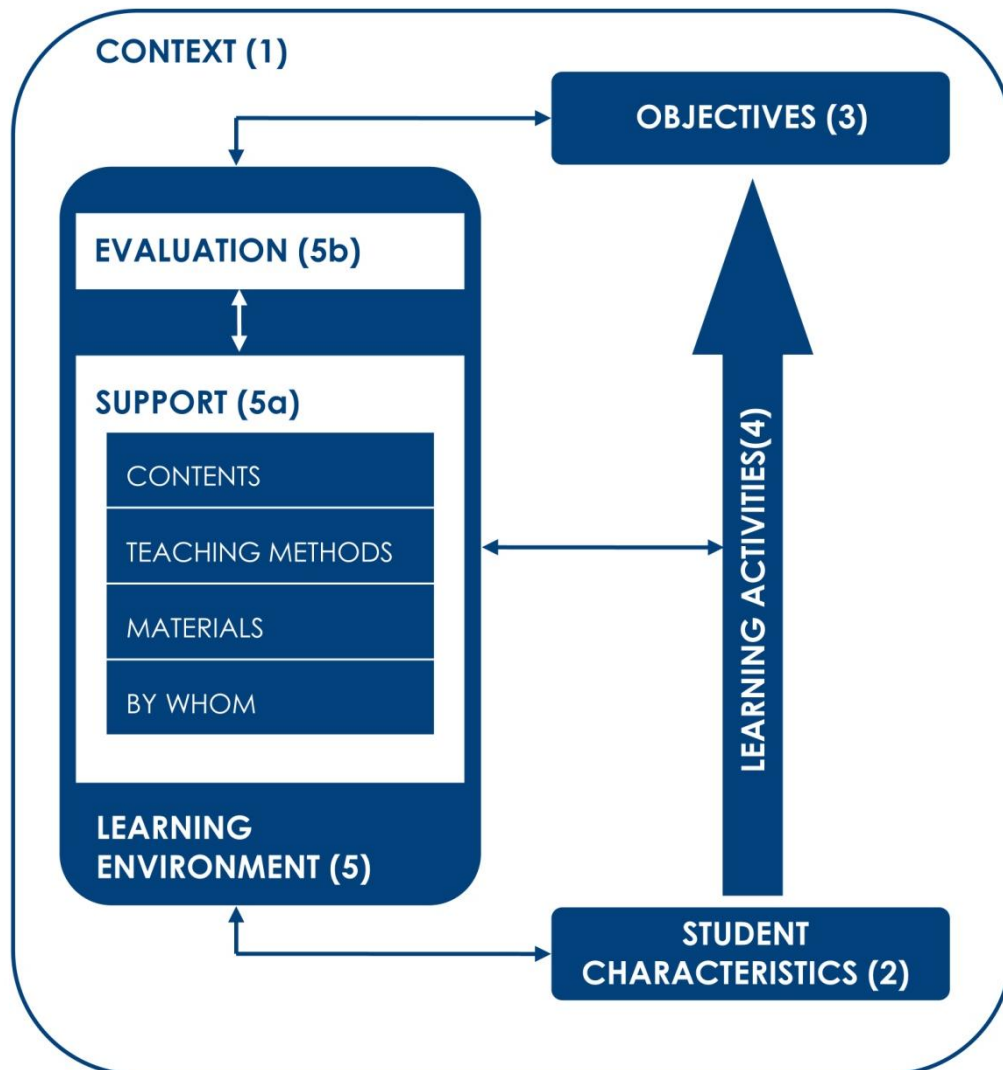 CONTEXT (1)
OBJECTIVES (3)
EVALUATION (5b)
SUPPORT (5a)
CONTENTS
TEACHING METHODS
MATERIALS
BY WHOM
LEARNING
ENVIRONMENT (5)
LEARNING ACTIVITIES(4)
STUDENT
CHARACTERISTICS (2)